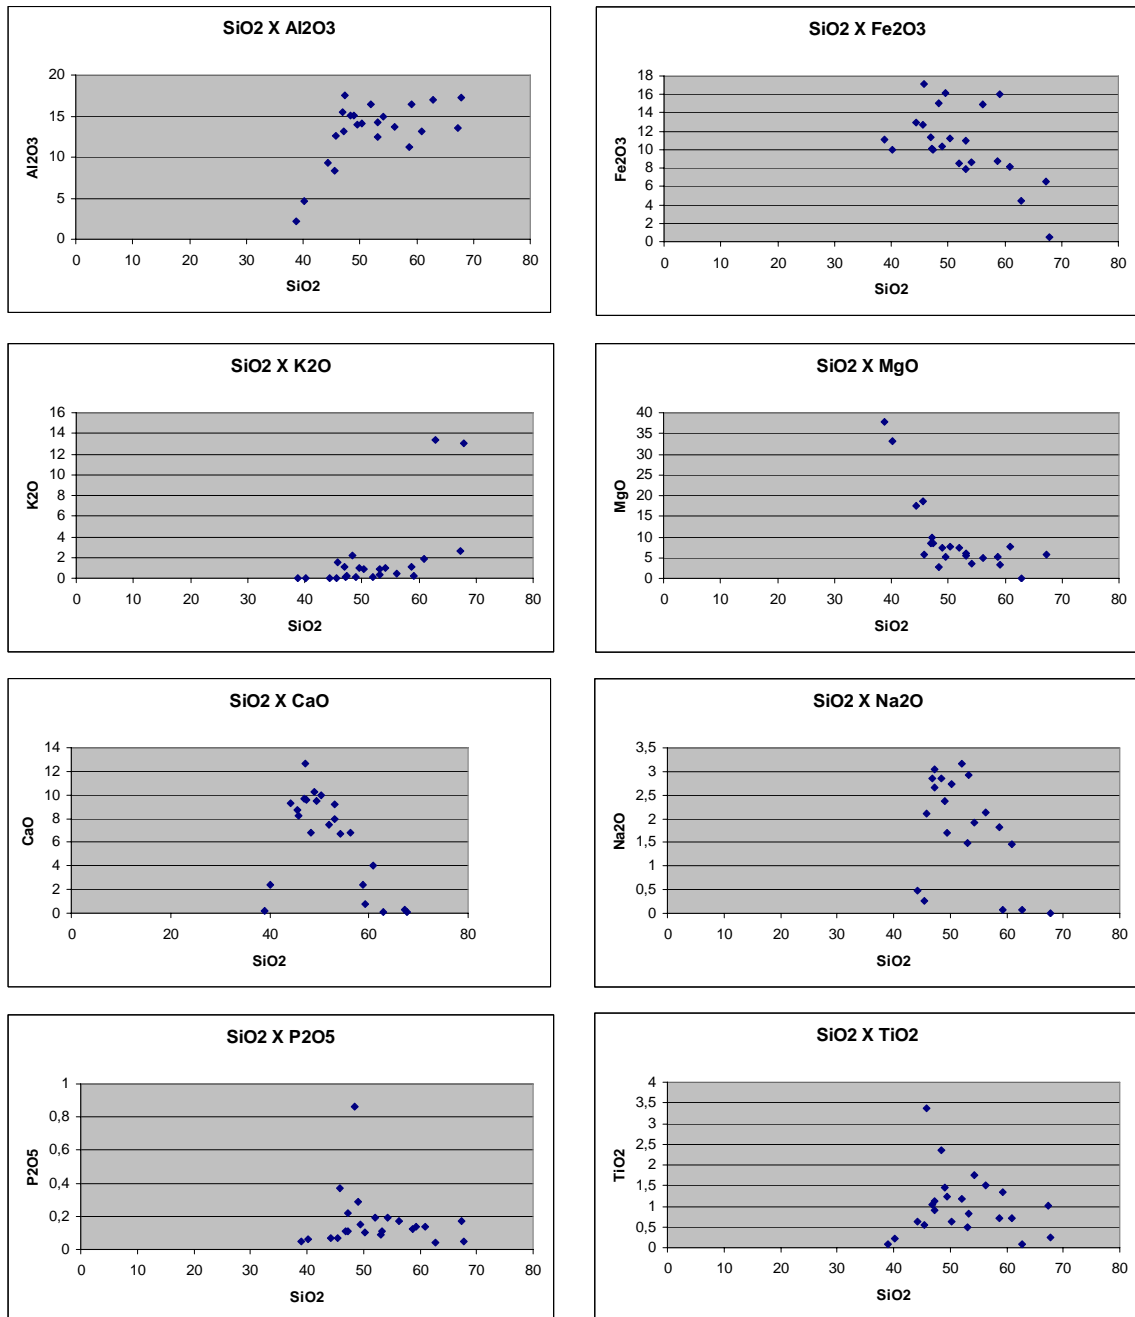 SiO2 X Al2O3
Al2O3
20
15
10
5
0
0 10 20 30 40 50 60 70 80
SiO2
SiO2 X Fe2O3
Fe2O3
18
16
14
12
10
8
6
4
2
0
0 10 20 30 40 50 60 70 80
SiO2
SiO2 X K2O
K2O
16
14
12
10
8
6
4
2
0
0 10 20 30 40 50 60 70 80
SiO2
SiO2 X MgO
MgO
40
35
30
25
20
15
10
5
0
0 10 20 30 40 50 60 70 80
SiO2
SiO2 X CaO
CaO
14
12
10
8
6
4
2
0
0 20 40 60 80
SiO2
SiO2 X Na2O
Na2O
3,5
3
2,5
2
1,5
1
0,5
0
0 10 20 30 40 50 60 70 80
SiO2
SiO2 X P2O5
P2O5
1
0,8
0,6
0,4
0,2
0
0 10 20 30 40 50 60 70 80
SiO2
SiO2 X TiO2
TiO2
4
3,5
3
2,5
2
1,5
1
0,5
0
0 10 20 30 40 50 60 70 80
SiO2